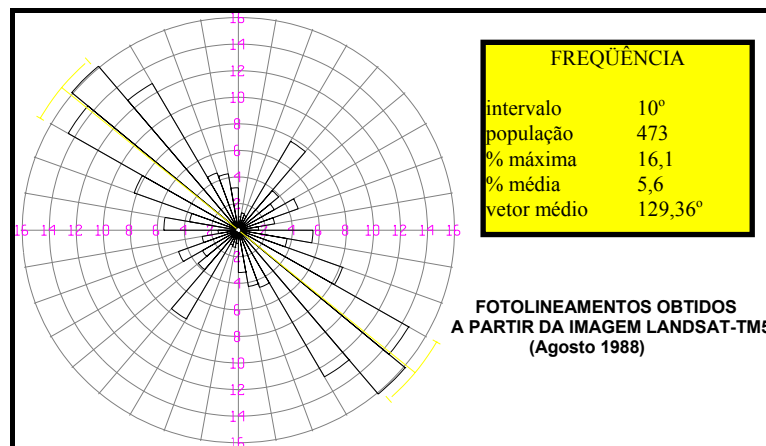 16
14
12
10
8
6
4
2
16 14 12 10 8 6 4 2 2 4 6 8 10 12 14 16
2
4
6
8
10
12
14
16
FREQÜÊNCIA
intervalo 10º
população 473
% máxima 16,1
% média 5,6
vetor médio 129,36º
FOTOLINEAMENTOS OBTIDOS
A PARTIR DA IMAGEM LANDSAT-TM5
(Agosto 1988)